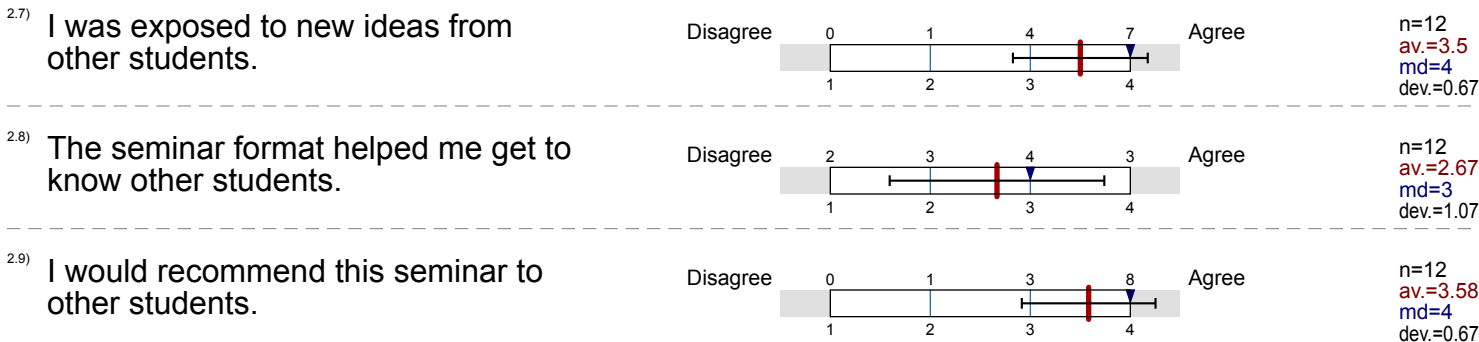 2.7) I was exposed to new ideas from
other students.
Disagree
0 1 4 7
1 2 3 4
Agree
n=12
av.=3.5
md=4
dev.=0.67
2.8) The seminar format helped me get to
know other students.
Disagree
2 3 4 3
1 2 3 4
Agree
n=12
av.=2.67
md=3
dev.=1.07
2.9) I would recommend this seminar to
other students.
Disagree
0 1 3 8
1 2 3 4
Agree
n=12
av.=3.58
md=4
dev.=0.67